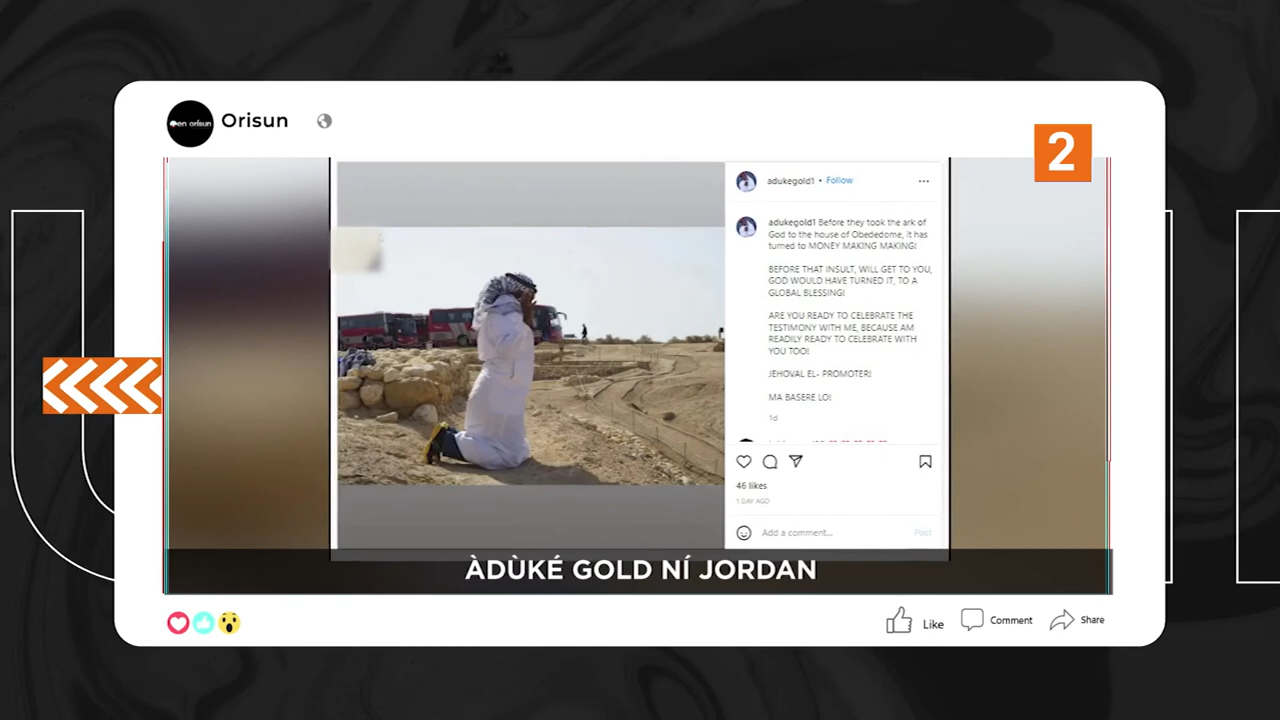 en orisun
Orisun
2
adukegold1 • Follow
adukegold1 Before they took the ark of
God to the house of Obededome, it has
turned to MONEY MAKING MAKING!
BEFORE THAT INSULT, WILL GET TO YOU,
GOD WOULD HAVE TURNED IT, TO A
GLOBAL BLESSING!
ARE YOU READY TO CELEBRATE THE
TESTIMONY WITH ME, BECAUSE AM
READILY READY TO CELEBRATE WITH
YOU TOO!
JEHOVAL EL- PROMOTER!
MA BASERE LO!
1d
46 likes
1 DAY AGO
Add a comment...
Post
ÀDÙKÉ GOLD NÍ JORDAN
Like
Comment
Share